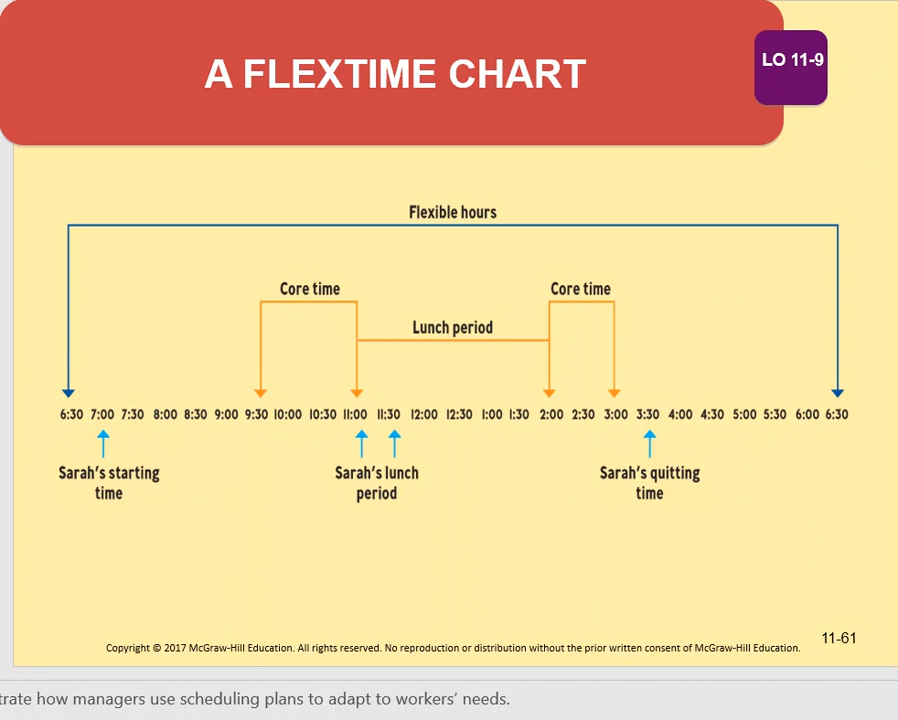 A FLEXTIME CHART
LO 11-9
Flexible hours
Core time
Core time
Lunch period
6:30 7:00 7:30 8:00 8:30 9:00 9:30 10:00 10:30 11:00 11:30 12:00 12:30 1:00 1:30 2:00 2:30 3:00 3:30 4:00 4:30 5:00 5:30 6:00 6:30
Sarah's starting
time
Sarah's lunch
period
Sarah's quitting
time
11-61
Copyright © 2017 McGraw-Hill Education. All rights reserved. No reproduction or distribution without the prior written consent of McGraw-Hill Education.
how managers use scheduling plans to adapt to workers' needs.